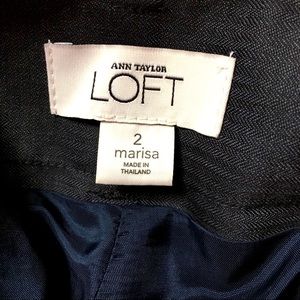 ANN TAYLOR
LOFT
2
marisa
MADE IN
THAILAND